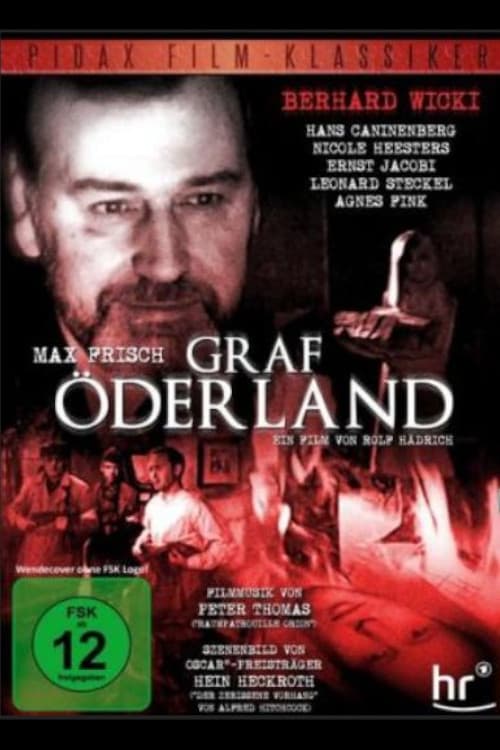 PIDAX FILM-KLASSIKER
BERHARD WICKI
HANS CANINENBERG
NICOLE HEESTERS
ERNST JACOBI
LEONARD STECKEL
AGNES FINK
MAX FRISCH
GRAF
ÖDERLAND
EIN FILM VON ROLF HÄDRICH
Wendecover ohne FSK Logo!
FSK
ab
12
freigegeben
FILMMUSIK VON
PETER THOMAS
("RAUMPATROUILLE ORION")
SZENENBILD VON
OSCAR®-PREISTRÄGER
HEIN HECKROTH
("DER ZERISSENE VORHANG"
VON ALFRED HITCHCOCK)
hr